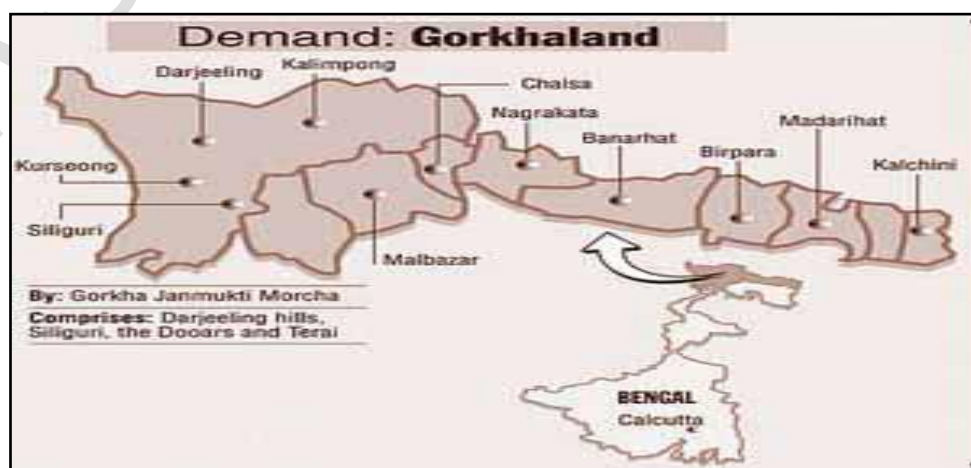 Demand: Gorkhaland
Darjeeling
Kalimpong
Chalsa
Nagrakata
Banarhat
Madarihat
Birpara
Kalchini
Kurseong
Siliguri
Malbazar
By: Gorkha Janmukti Morcha
Comprises: Darjeeling hills,
Siliguri, the Dooars and Terai
BENGAL
Calcutta